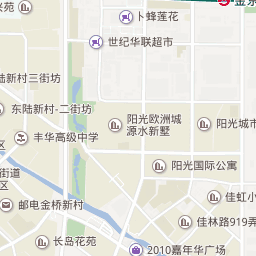 卜蜂莲花
世纪华联超市
陆新村三街坊
东陆新村-二街坊
阳光欧洲城
源水新墅
阳光城市
丰华高级中学
阳光国际公寓
街道
区
佳虹小
邮电金桥新村
佳林路919弄
长岛花苑
2010嘉年华广场